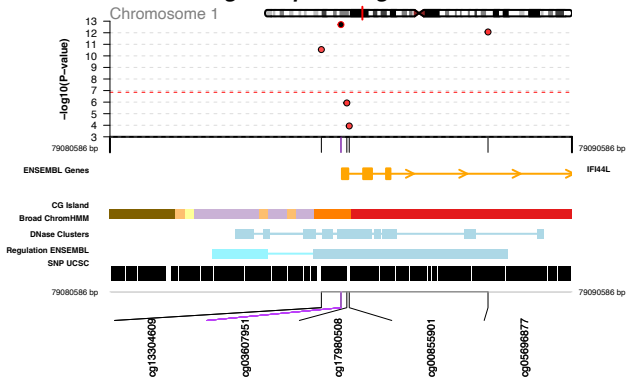 Chromosome 1
−log10(P−value)
13
12
11
10
9
8
7
6
5
4
3
79080586 bp
79090586 bp
ENSEMBL Genes
IFI44L
CG Island
Broad ChromHMM
DNase Clusters
Regulation ENSEMBL
SNP UCSC
79080586 bp
79090586 bp
cg13304609
cg03607951
cg17980508
cg00855901
cg05696877